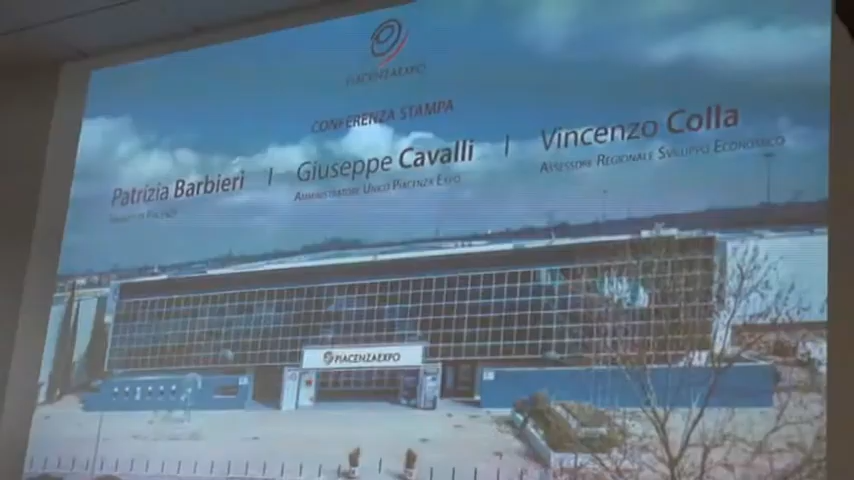 PIACENZAEXPO
CONFERENZA STAMPA
Patrizia Barbieri | Giuseppe Cavalli | Vincenzo Colla
Amministratore Unico Piacenza Expo
Assessore Regionale Sviluppo Economico
PIACENZAEXPO